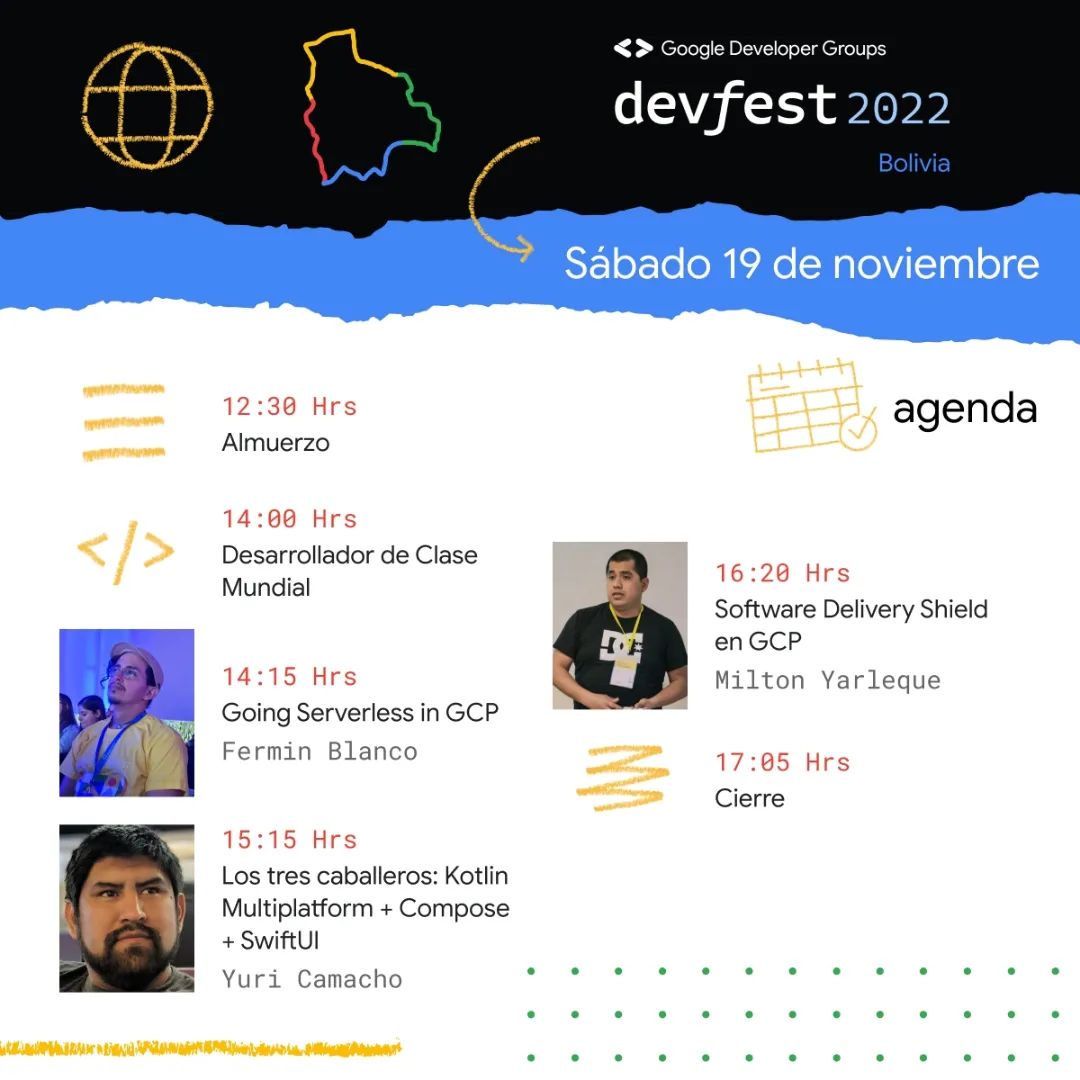 <> Google Developer Groups
devfest 2022
Bolivia
Sábado 19 de noviembre
agenda
12:30 Hrs
Almuerzo
14:00 Hrs
Desarrollador de Clase
Mundial
14:15 Hrs
Going Serverless in GCP
Fermin Blanco
15:15 Hrs
Los tres caballeros: Kotlin
Multiplatform + Compose
+ SwiftUI
Yuri Camacho
16:20 Hrs
Software Delivery Shield
en GCP
Milton Yarleque
17:05 Hrs
Cierre